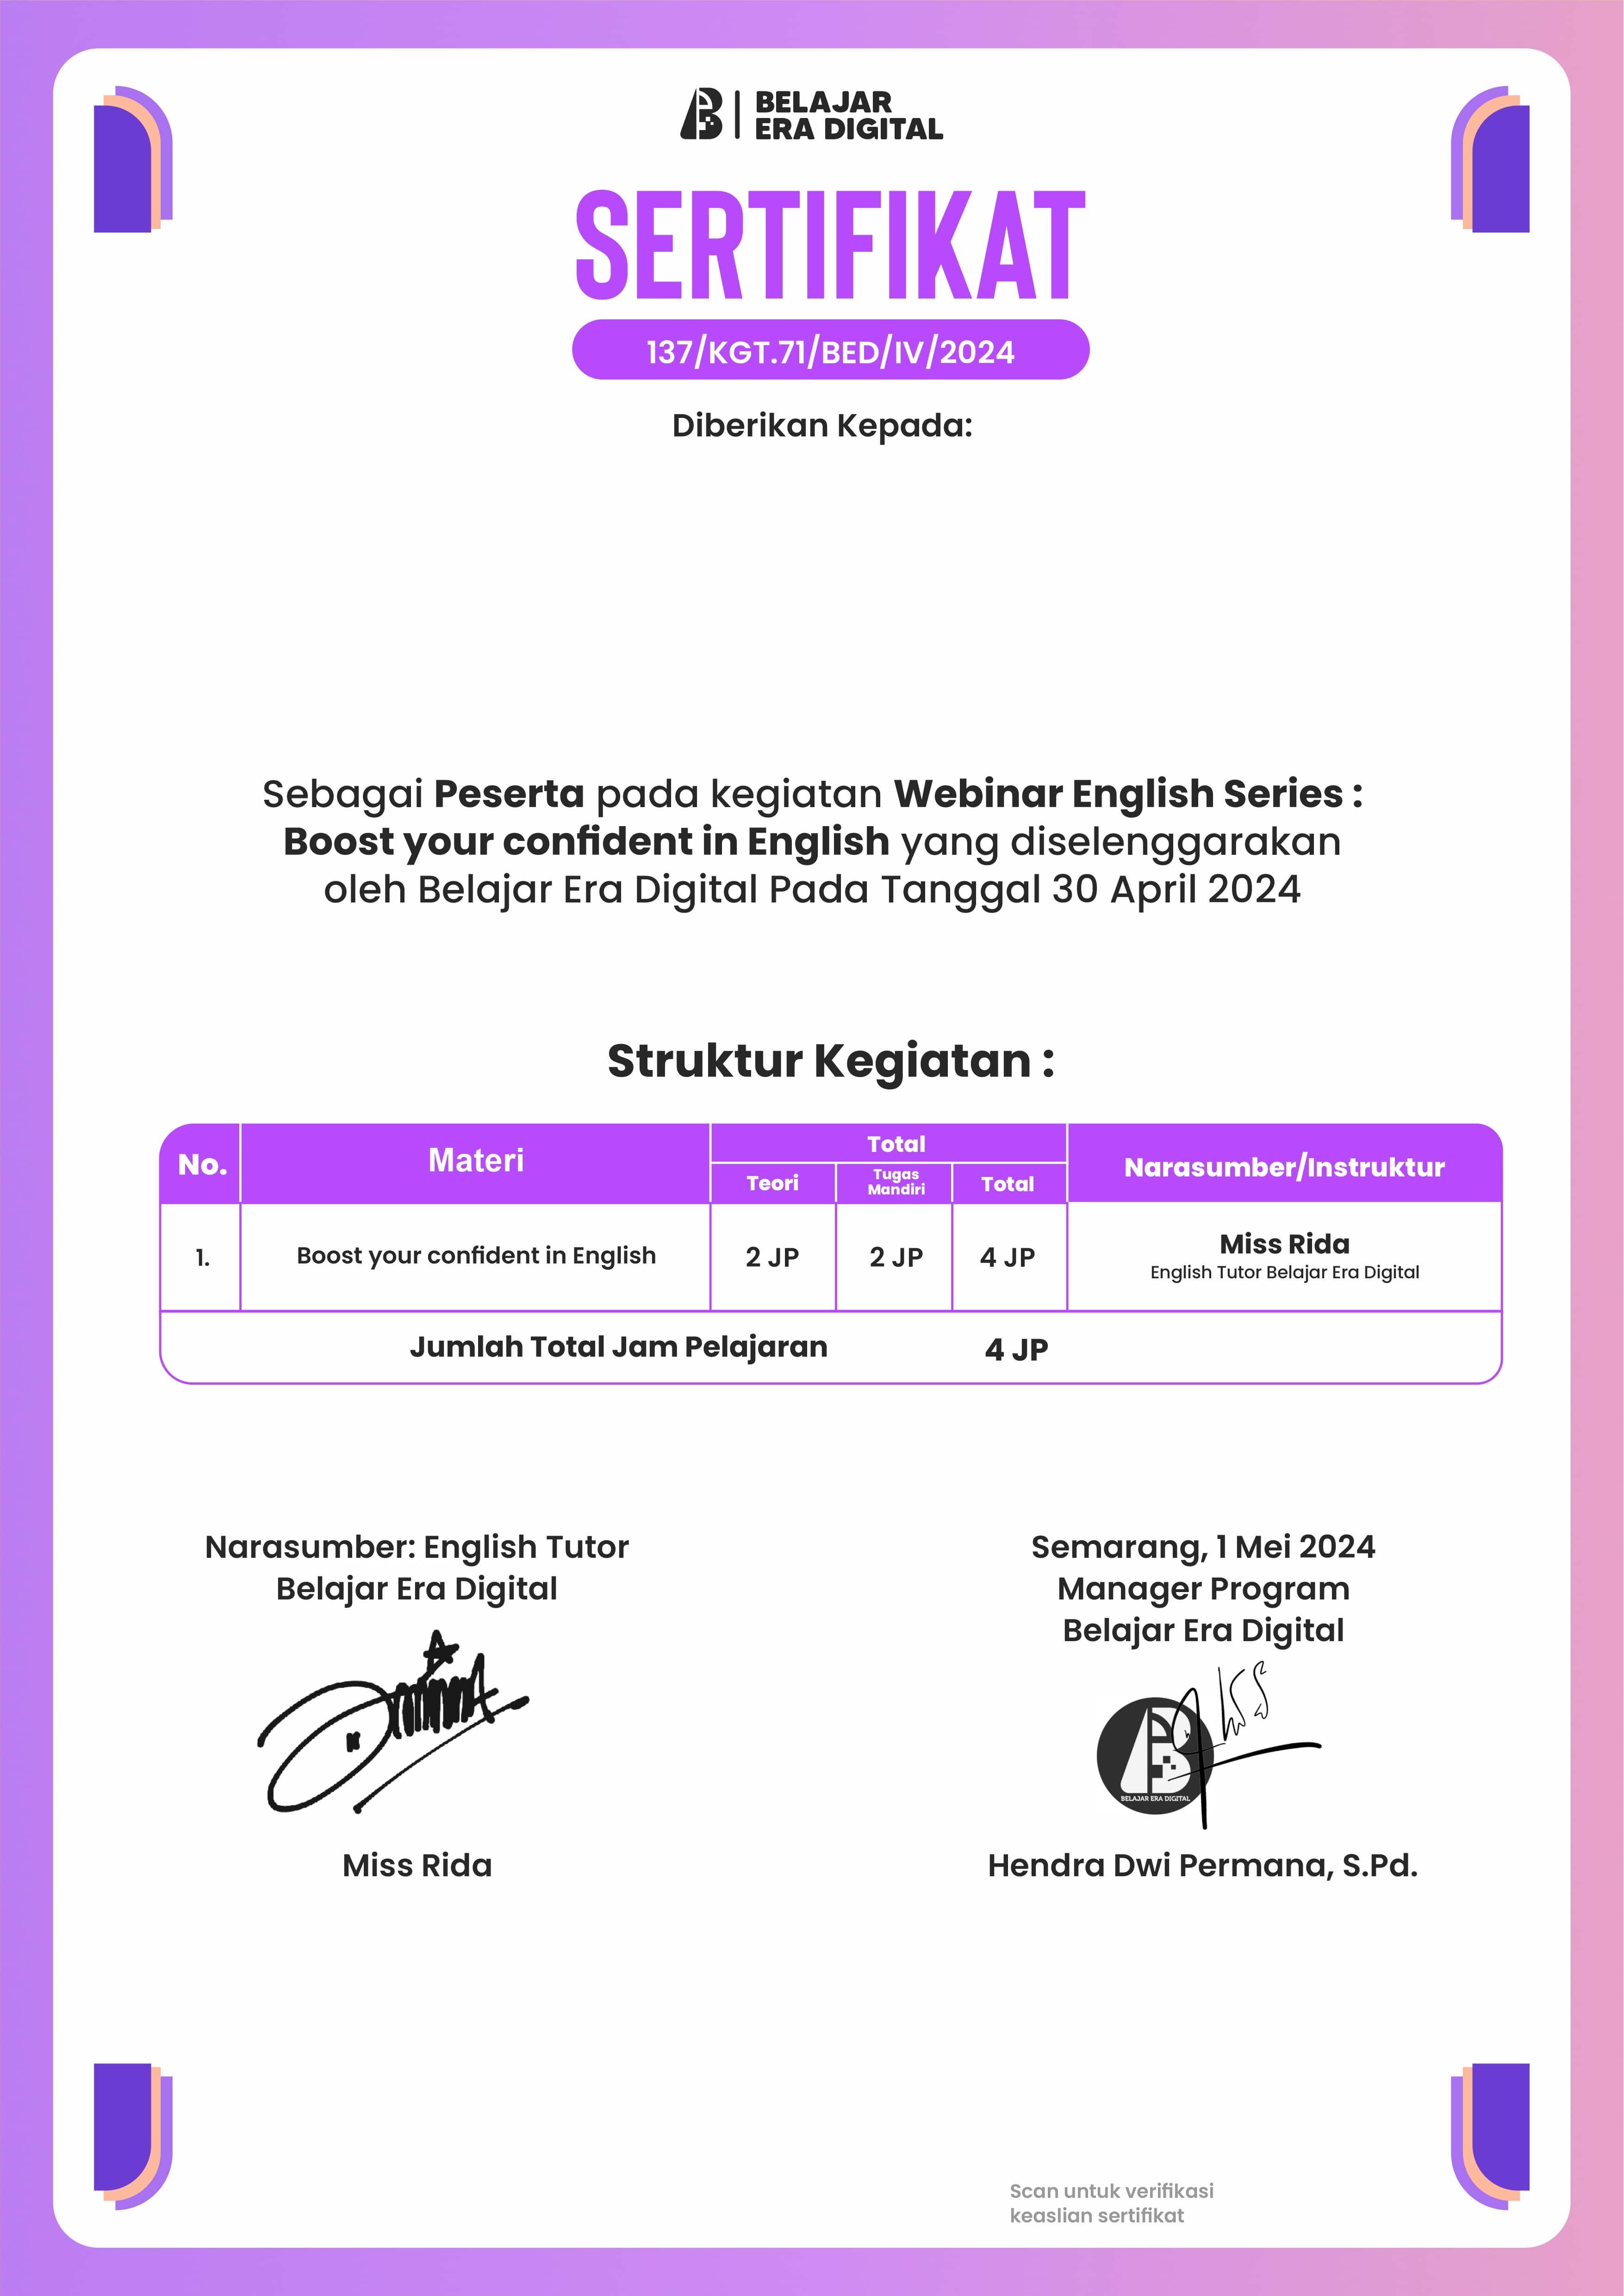 BELAJAR
ERA DIGITAL
SERTIFIKAT
137/KGT.71/BED/IV/2024
Diberikan Kepada:
Sebagai Peserta pada kegiatan Webinar English Series :
Boost your confident in English yang diselenggarakan
oleh Belajar Era Digital Pada Tanggal 30 April 2024
Struktur Kegiatan :
No. Materi Total Narasumber/Instruktur
Teori Tugas Mandiri Total
1. Boost your confident in English 2 JP 2 JP 4 JP Miss Rida
English Tutor Belajar Era Digital
Jumlah Total Jam Pelajaran 4 JP
Narasumber: English Tutor
Belajar Era Digital
Miss Rida
Semarang, 1 Mei 2024
Manager Program
Belajar Era Digital
BELAJAR ERA DIGITAL
Hendra Dwi Permana, S.Pd.
Scan untuk verifikasi
keaslian sertifikat